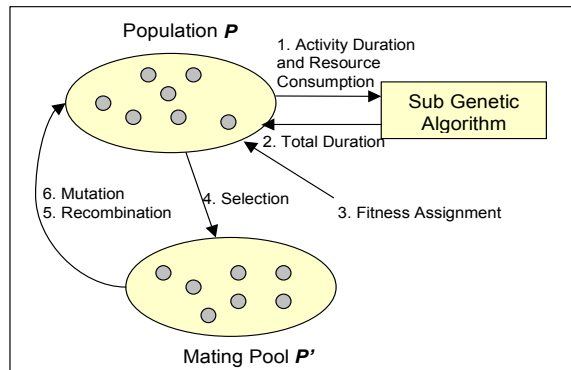 Population P
1. Activity Duration
and Resource
Consumption
Sub Genetic
Algorithm
2. Total Duration
6. Mutation
5. Recombination
4. Selection
3. Fitness Assignment
Mating Pool P'